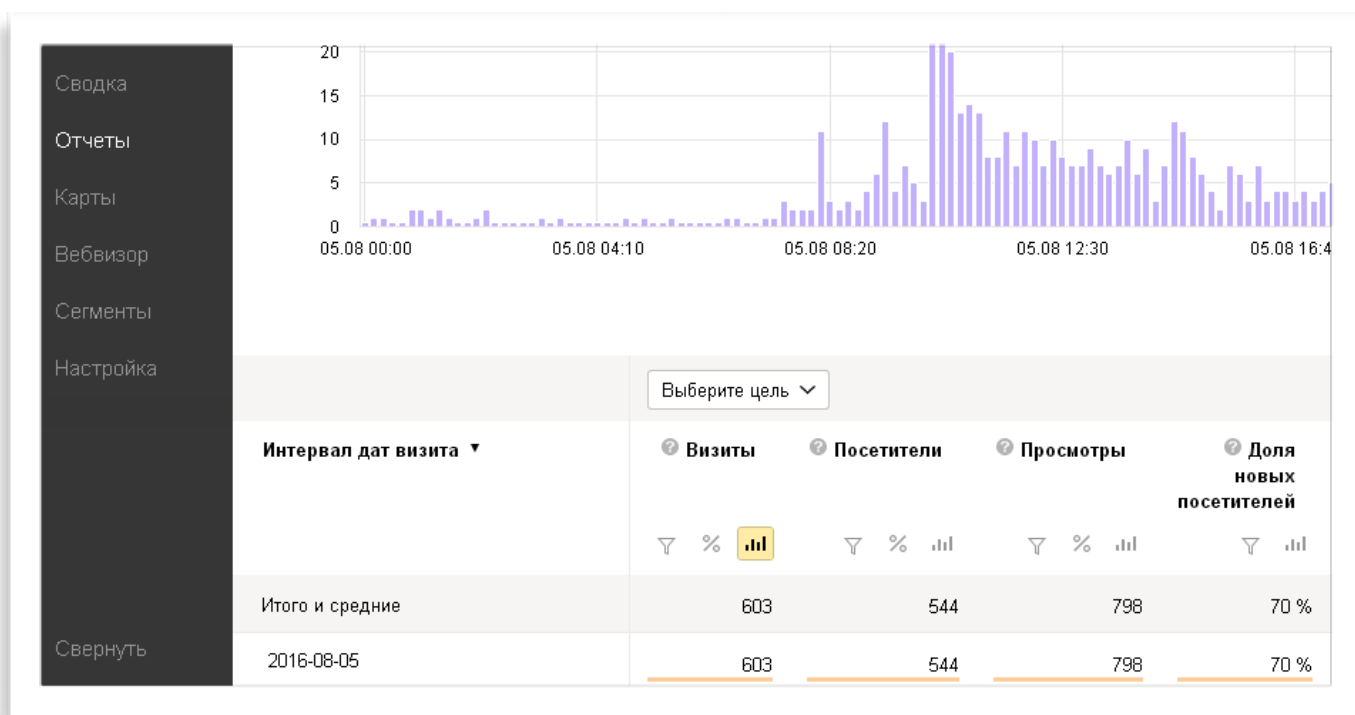 Сводка
Отчеты
Карты
Вебвизор
Сегменты
Настройка
Свернуть
20
15
10
5
0
05.08 00:00 05.08 04:10 05.08 08:20 05.08 12:30 05.08 16:4
Выберите цель
Интервал дат визита ▼ ? Визиты ? Посетители ? Просмотры ? Доля
новых
посетителей
% % %
Итого и средние 603 544 798 70 %
2016-08-05 603 544 798 70 %